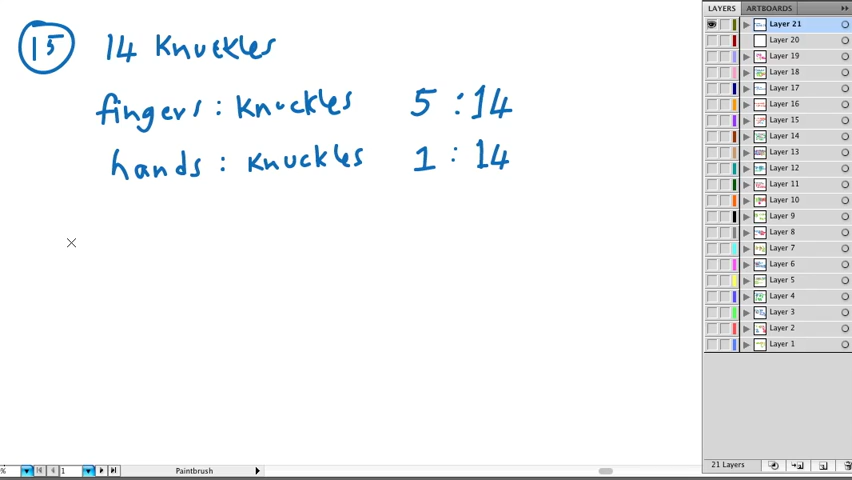 LAYERS ARTBOARDS
15 14 Knuckles
fingers : Knuckles 5 : 14
hands : Knuckles 1 : 14
Layer 21
Layer 20
Layer 19
Layer 18
Layer 17
Layer 16
Layer 15
Layer 14
Layer 13
Layer 12
Layer 11
Layer 10
Layer 9
Layer 8
Layer 7
Layer 6
Layer 5
Layer 4
Layer 3
Layer 2
Layer 1
21 Layers
% 1 Paintbrush